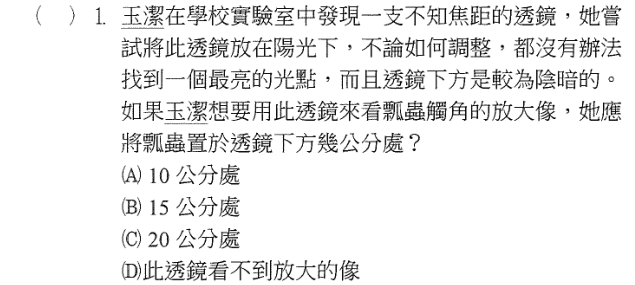 （　）1. 玉潔在學校實驗室中發現一支不知焦距的透鏡，她嘗
試將此透鏡放在陽光下，不論如何調整，都沒有辦法
找到一個最亮的光點，而且透鏡下方是較為陰暗的。
如果玉潔想要用此透鏡來看瓢蟲觸角的放大像，她應
將瓢蟲置於透鏡下方幾公分處？
(A) 10 公分處
(B) 15 公分處
(C) 20 公分處
(D)此透鏡看不到放大的像